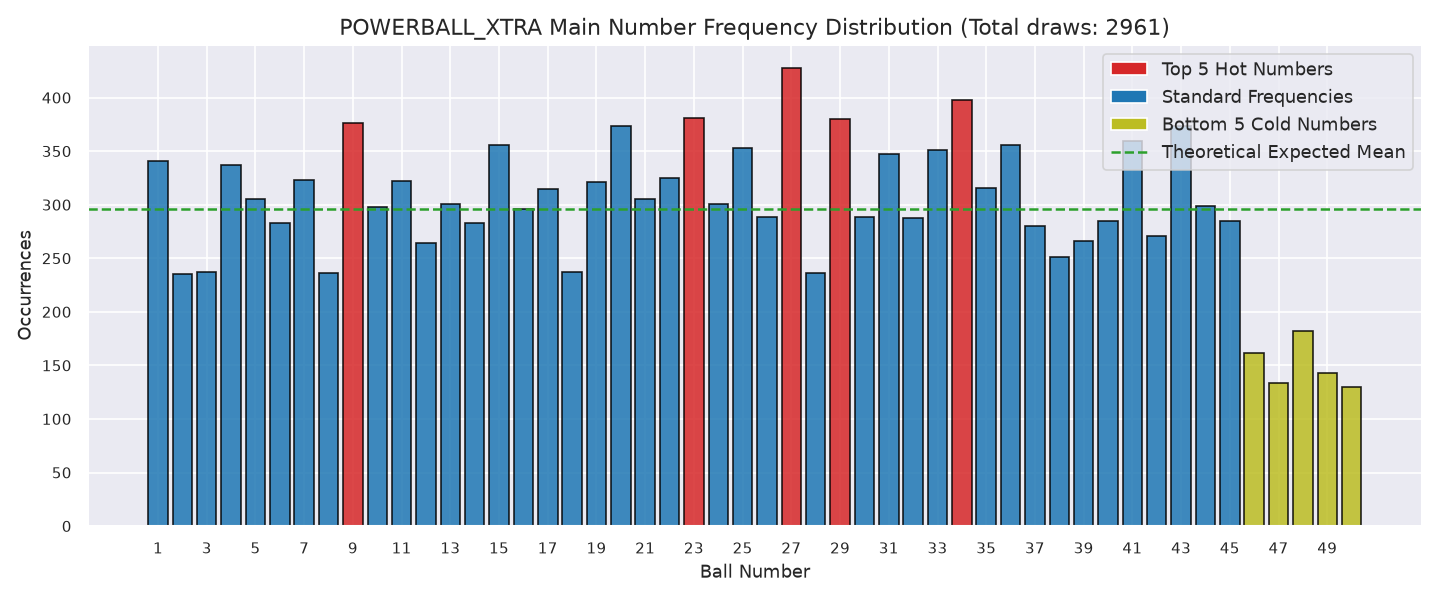 POWERBALL_XTRA Main Number Frequency Distribution (Total draws: 2961)
Top 5 Hot Numbers
Standard Frequencies
Bottom 5 Cold Numbers
Theoretical Expected Mean
Occurrences
400
350
300
250
200
150
100
50
0
1 3 5 7 9 11 13 15 17 19 21 23 25 27 29 31 33 35 37 39 41 43 45 47 49
Ball Number